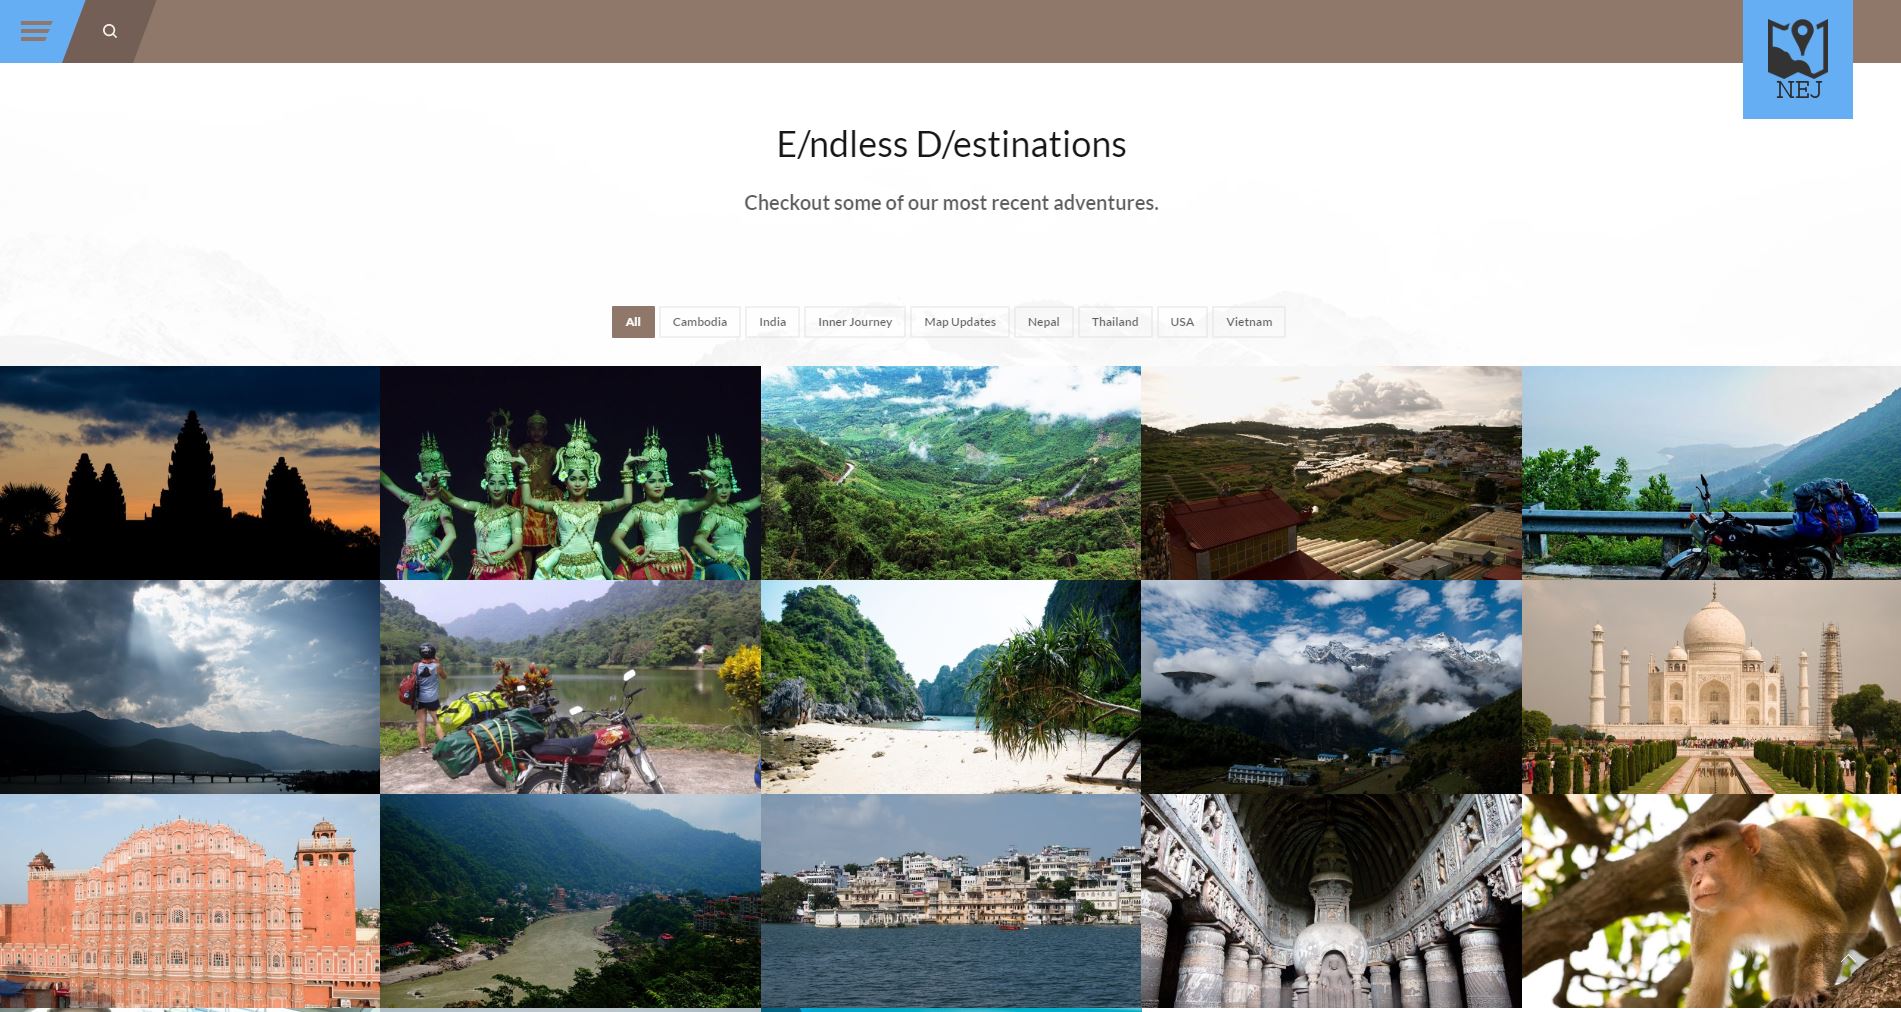 NEJ
E/ndless D/estinations
Checkout some of our most recent adventures.
All Cambodia India Inner Journey Map Updates Nepal Thailand USA Vietnam